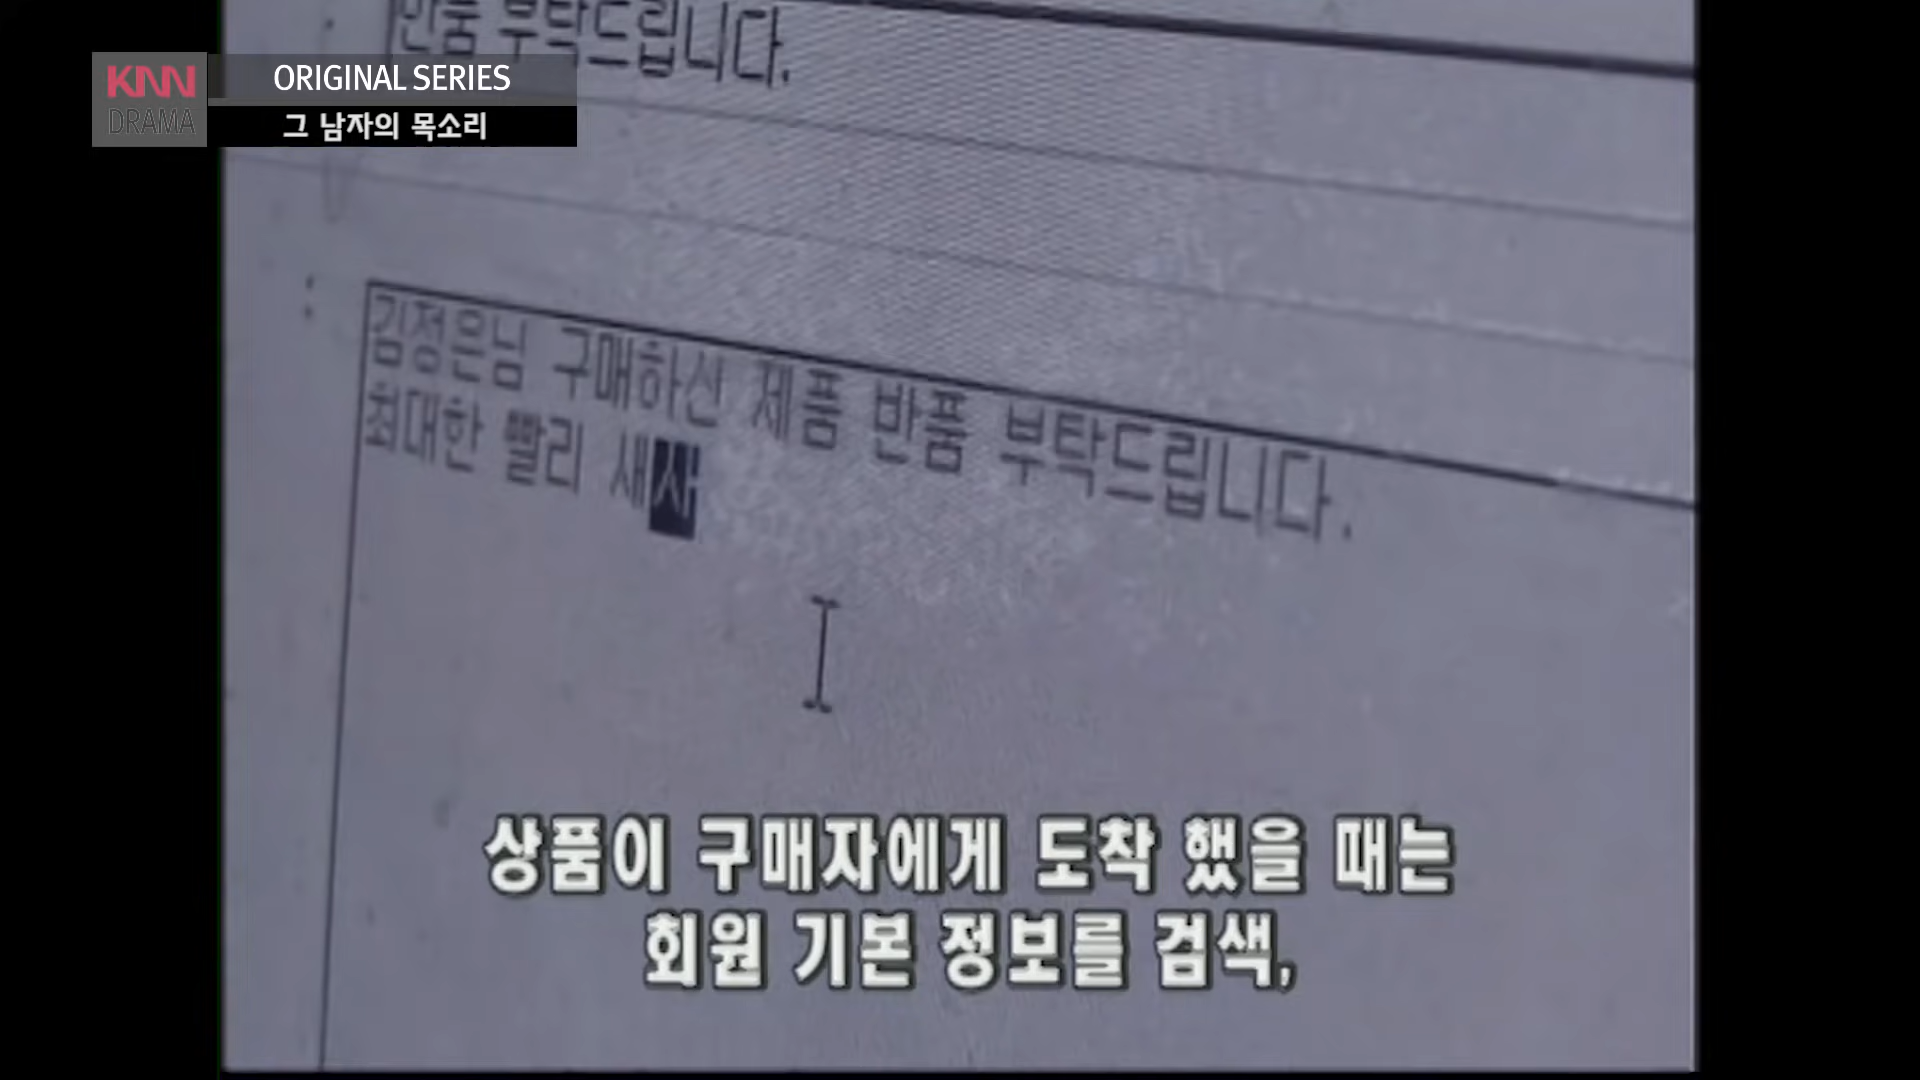 반품 부탁드립니다.
KNN
DRAMA
ORIGINAL SERIES
그 남자의 목소리
:
김정은님 구매하신 제품 반품 부탁드립니다.
최대한 빨리 새사
상품이 구매자에게 도착 했을 때는
회원 기본 정보를 검색,